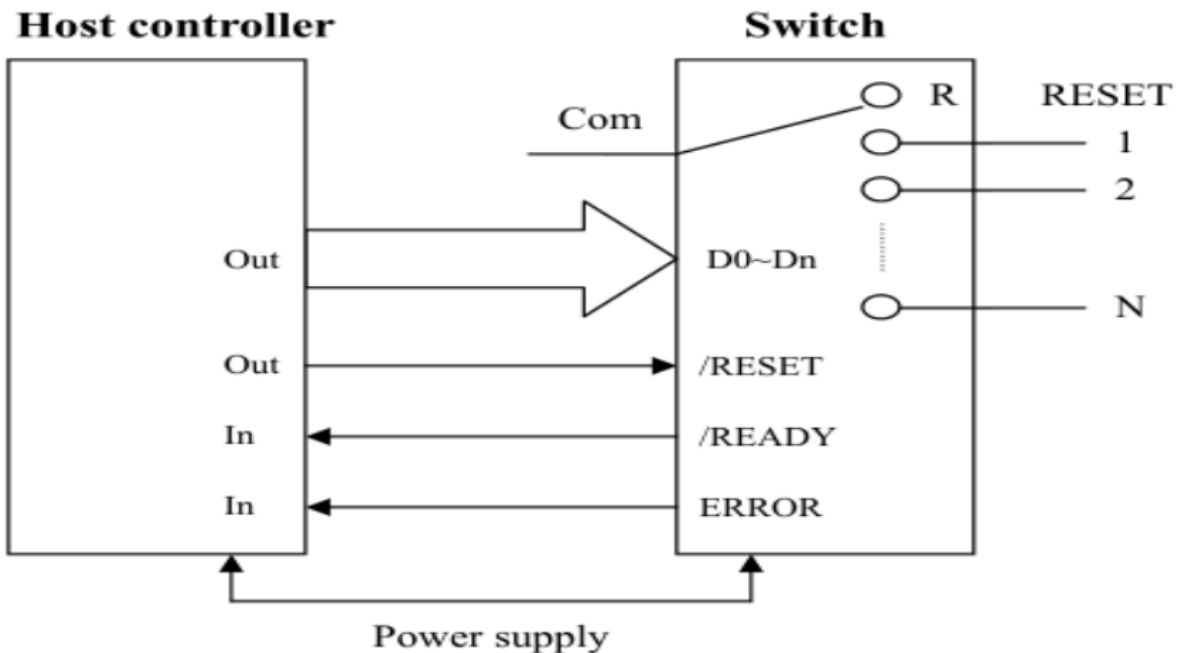 Host controller
Switch
Com
R RESET
1
2
Out D0~Dn
N
Out /RESET
In /READY
In ERROR
Power supply